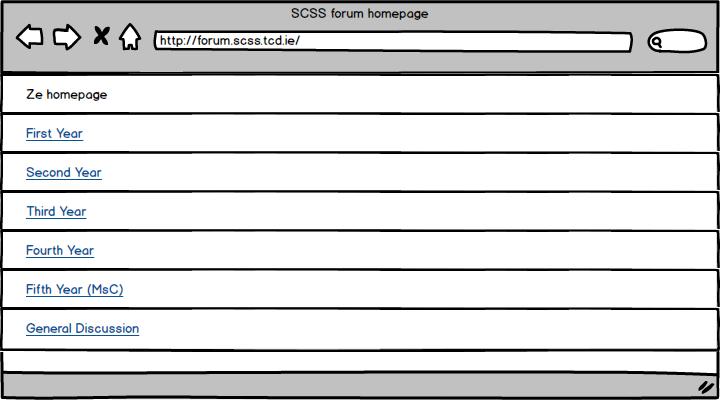 SCSS forum homepage
http://forum.scss.tcd.ie/
Ze homepage
First Year
Second Year
Third Year
Fourth Year
Fifth Year (MsC)
General Discussion